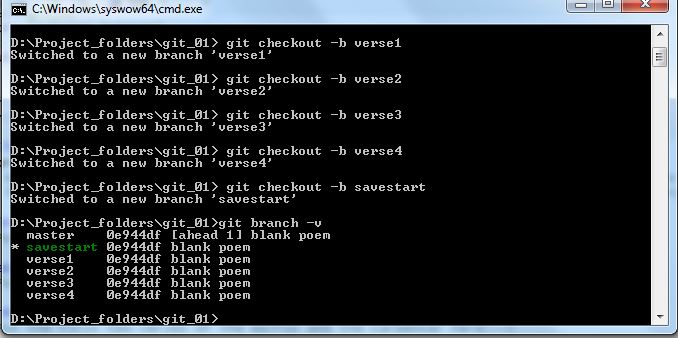 C:\Windows\syswow64\cmd.exe
D:\Project_folders\git_01> git checkout -b verse1
Switched to a new branch 'verse1'
D:\Project_folders\git_01> git checkout -b verse2
Switched to a new branch 'verse2'
D:\Project_folders\git_01> git checkout -b verse3
Switched to a new branch 'verse3'
D:\Project_folders\git_01> git checkout -b verse4
Switched to a new branch 'verse4'
D:\Project_folders\git_01> git checkout -b savestart
Switched to a new branch 'savestart'
D:\Project_folders\git_01>git branch -v
  master    0e944df [ahead 1] blank poem
* savestart 0e944df blank poem
  verse1    0e944df blank poem
  verse2    0e944df blank poem
  verse3    0e944df blank poem
  verse4    0e944df blank poem
D:\Project_folders\git_01>